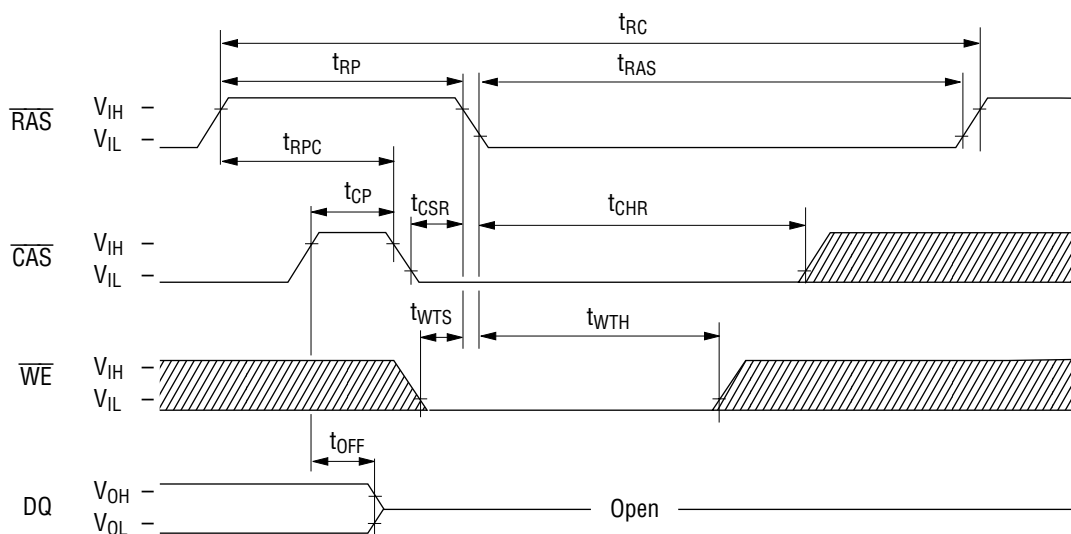 tRC
tRP
tRAS
RAS
VIH
VIL
tRPC
tCP
tCSR
tCHR
CAS
VIH
VIL
tWTS
tWTH
WE
VIH
VIL
tOFF
DQ
VOH
VOL
Open